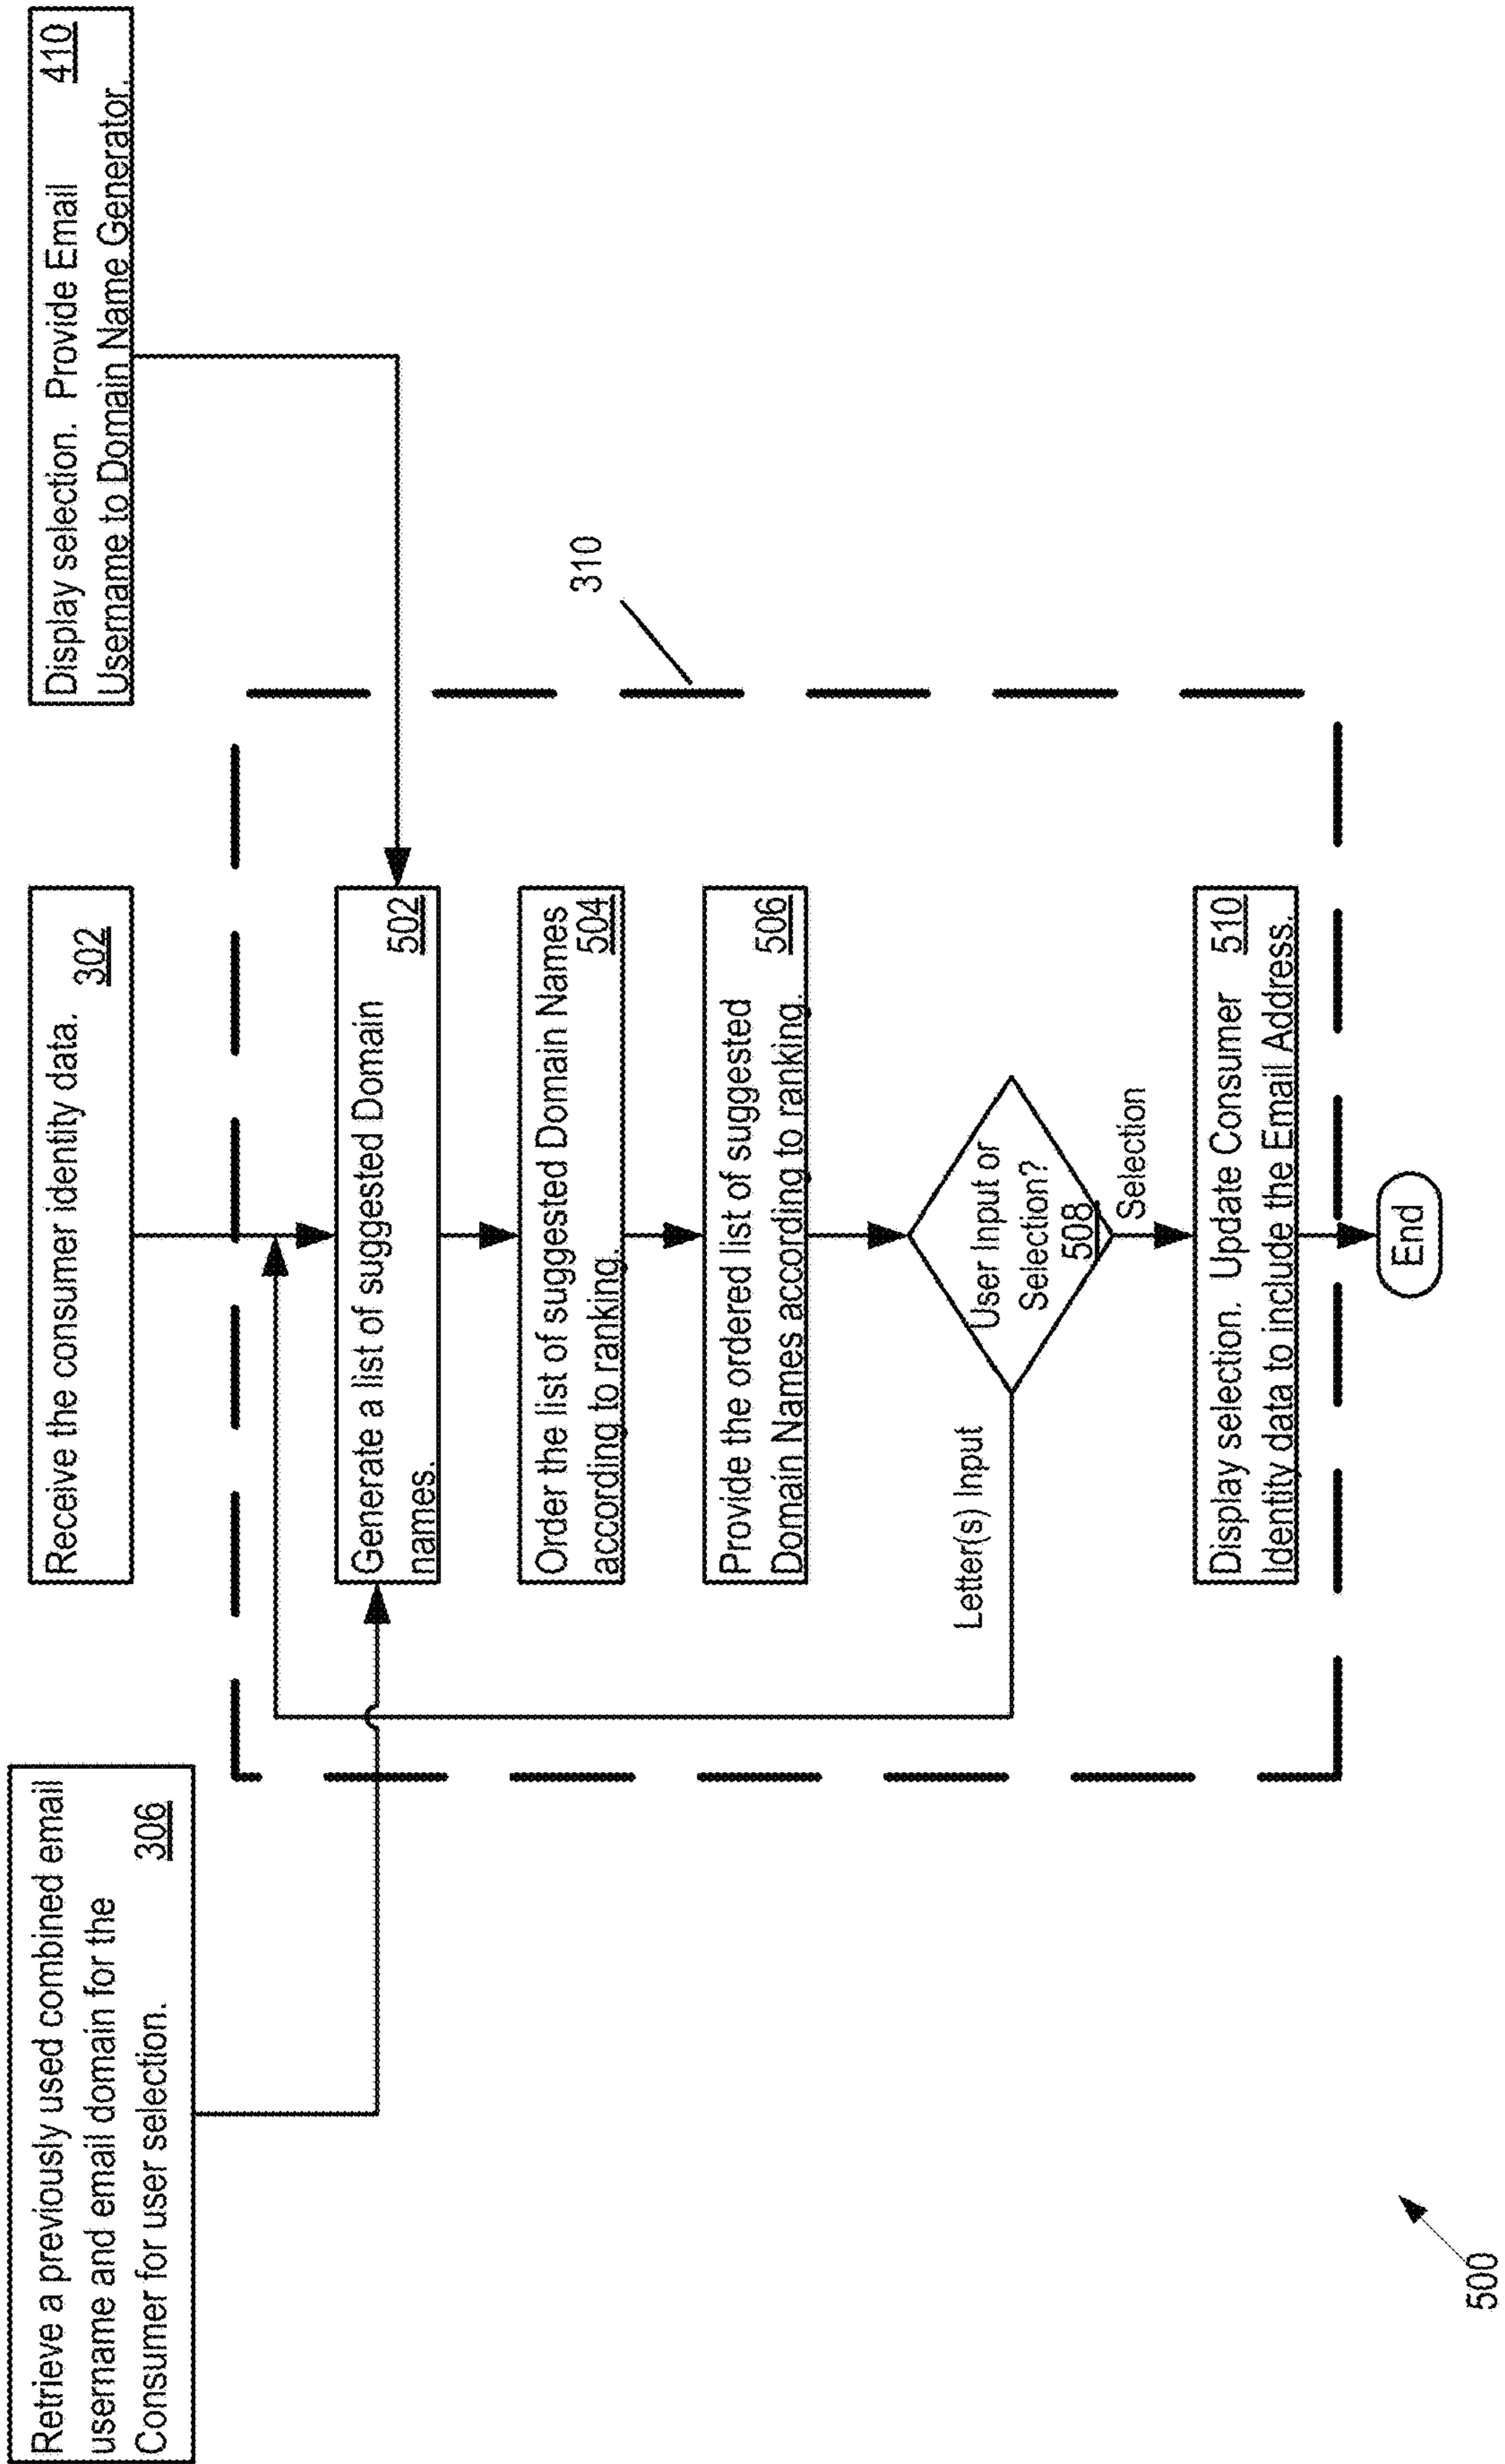 Retrieve a previously used combined email
username and email domain for the
Consumer for user selection.
306
Receive the consumer identity data.
302
Display selection. Provide Email
410
Username to Domain Name Generator.
Generate a list of suggested Domain
names.
502
Order the list of suggested Domain Names
according to ranking.
504
Provide the ordered list of suggested
Domain Names according to ranking.
506
310
User Input or
Selection?
508
Letter(s) Input
Selection
Display selection. Update Consumer
510
Identity data to include the Email Address.
End
500